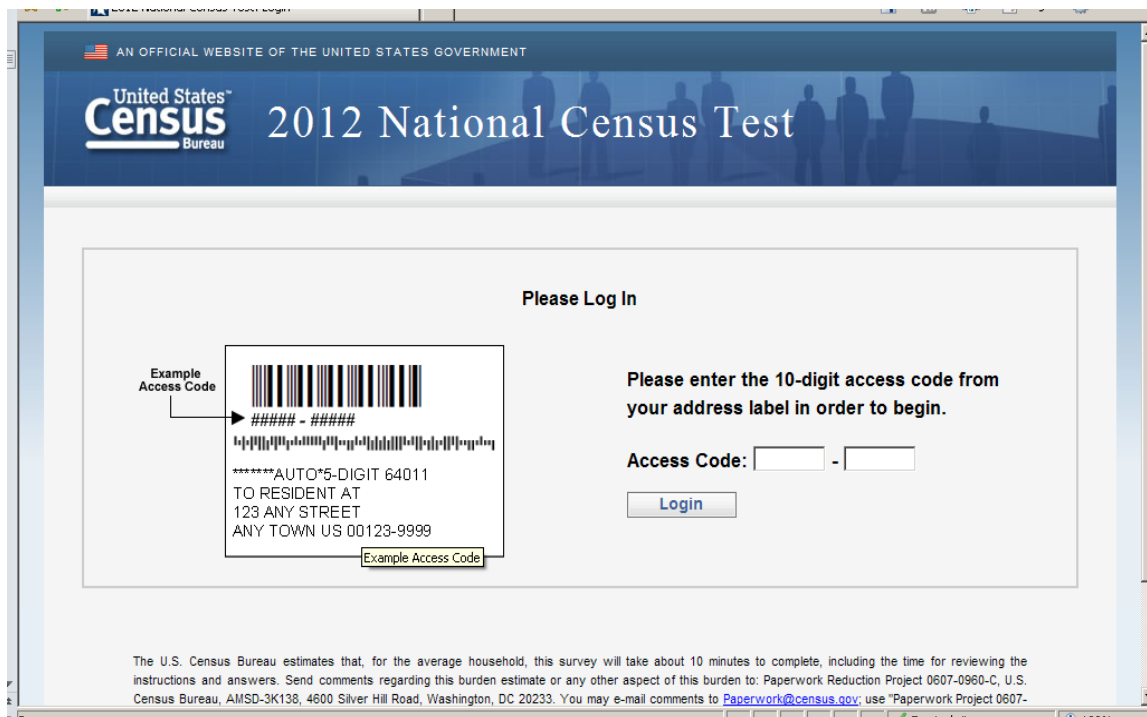 AN OFFICIAL WEBSITE OF THE UNITED STATES GOVERNMENT
United States™
Census
Bureau
2012 National Census Test
Please Log In
Example
Access Code
##### - #####
*******AUTO*5-DIGIT 64011
TO RESIDENT AT
123 ANY STREET
ANY TOWN US 00123-9999
Example Access Code
Please enter the 10-digit access code from
your address label in order to begin.
Access Code: -
Login
The U.S. Census Bureau estimates that, for the average household, this survey will take about 10 minutes to complete, including the time for reviewing the
instructions and answers. Send comments regarding this burden estimate or any other aspect of this burden to: Paperwork Reduction Project 0607-0960-C, U.S.
Census Bureau, AMSD-3K138, 4600 Silver Hill Road, Washington, DC 20233. You may e-mail comments to Paperwork@census.gov; use "Paperwork Project 0607-